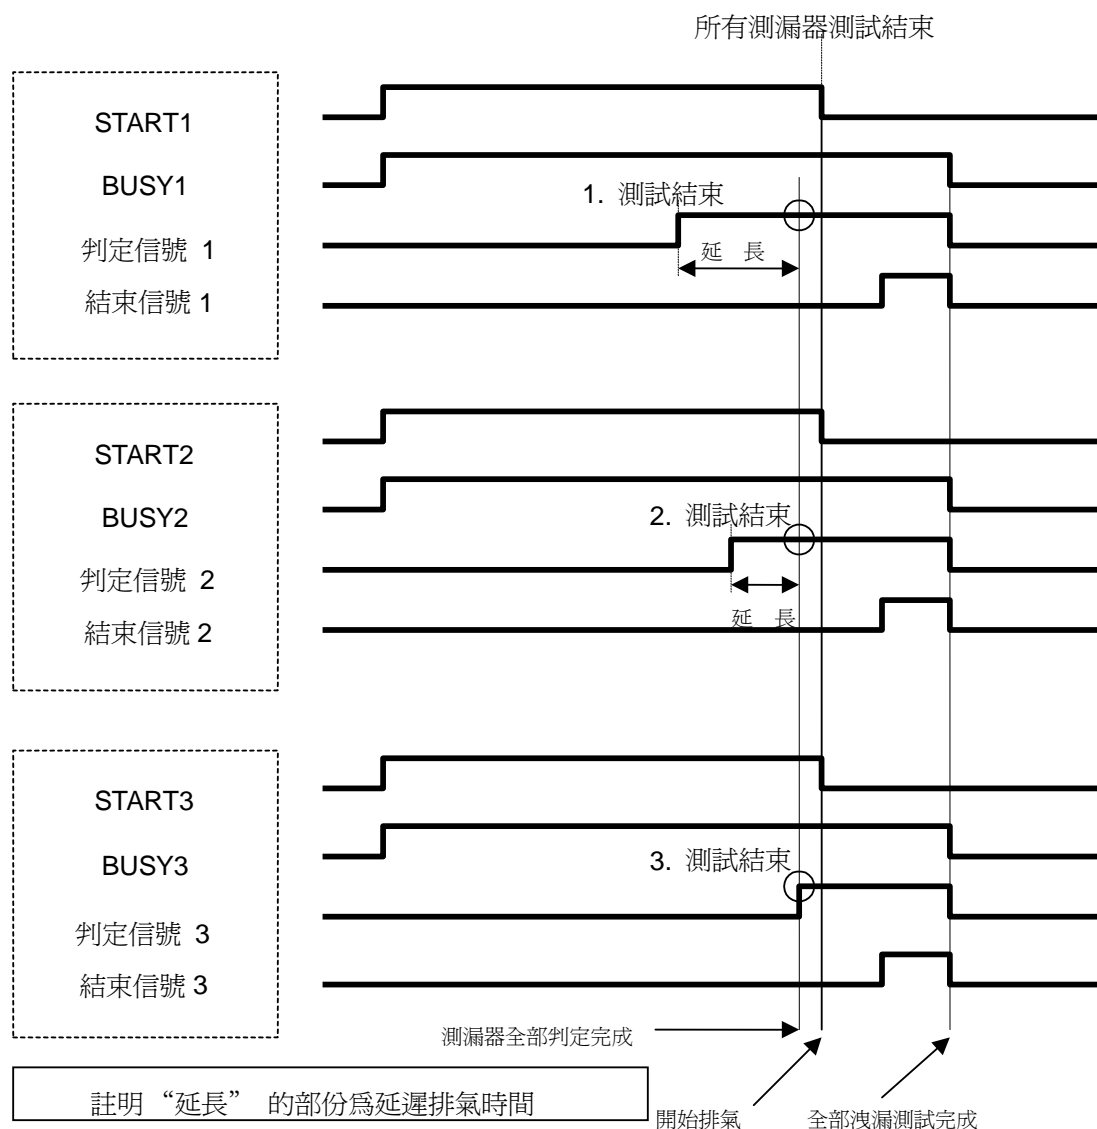 所有測漏器測試結束
START1
BUSY1
1. 測試結束
判定信號 1
延 長
結束信號 1
START2
BUSY2
2. 測試結束
判定信號 2
延 長
結束信號 2
START3
BUSY3
3. 測試結束
判定信號 3
結束信號 3
測漏器全部判定完成
註明 “延長” 的部份爲延遲排氣時間
開始排氣
全部洩漏測試完成